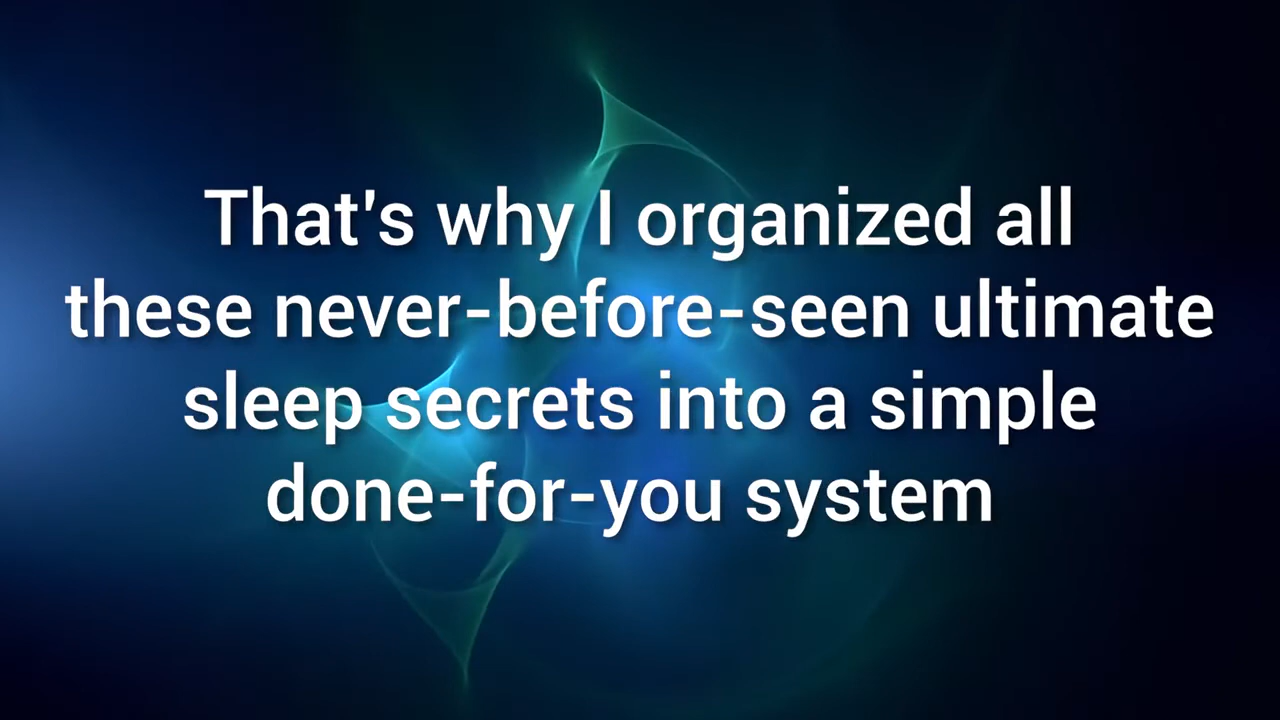 That's why I organized all
these never-before-seen ultimate
sleep secrets into a simple
done-for-you system